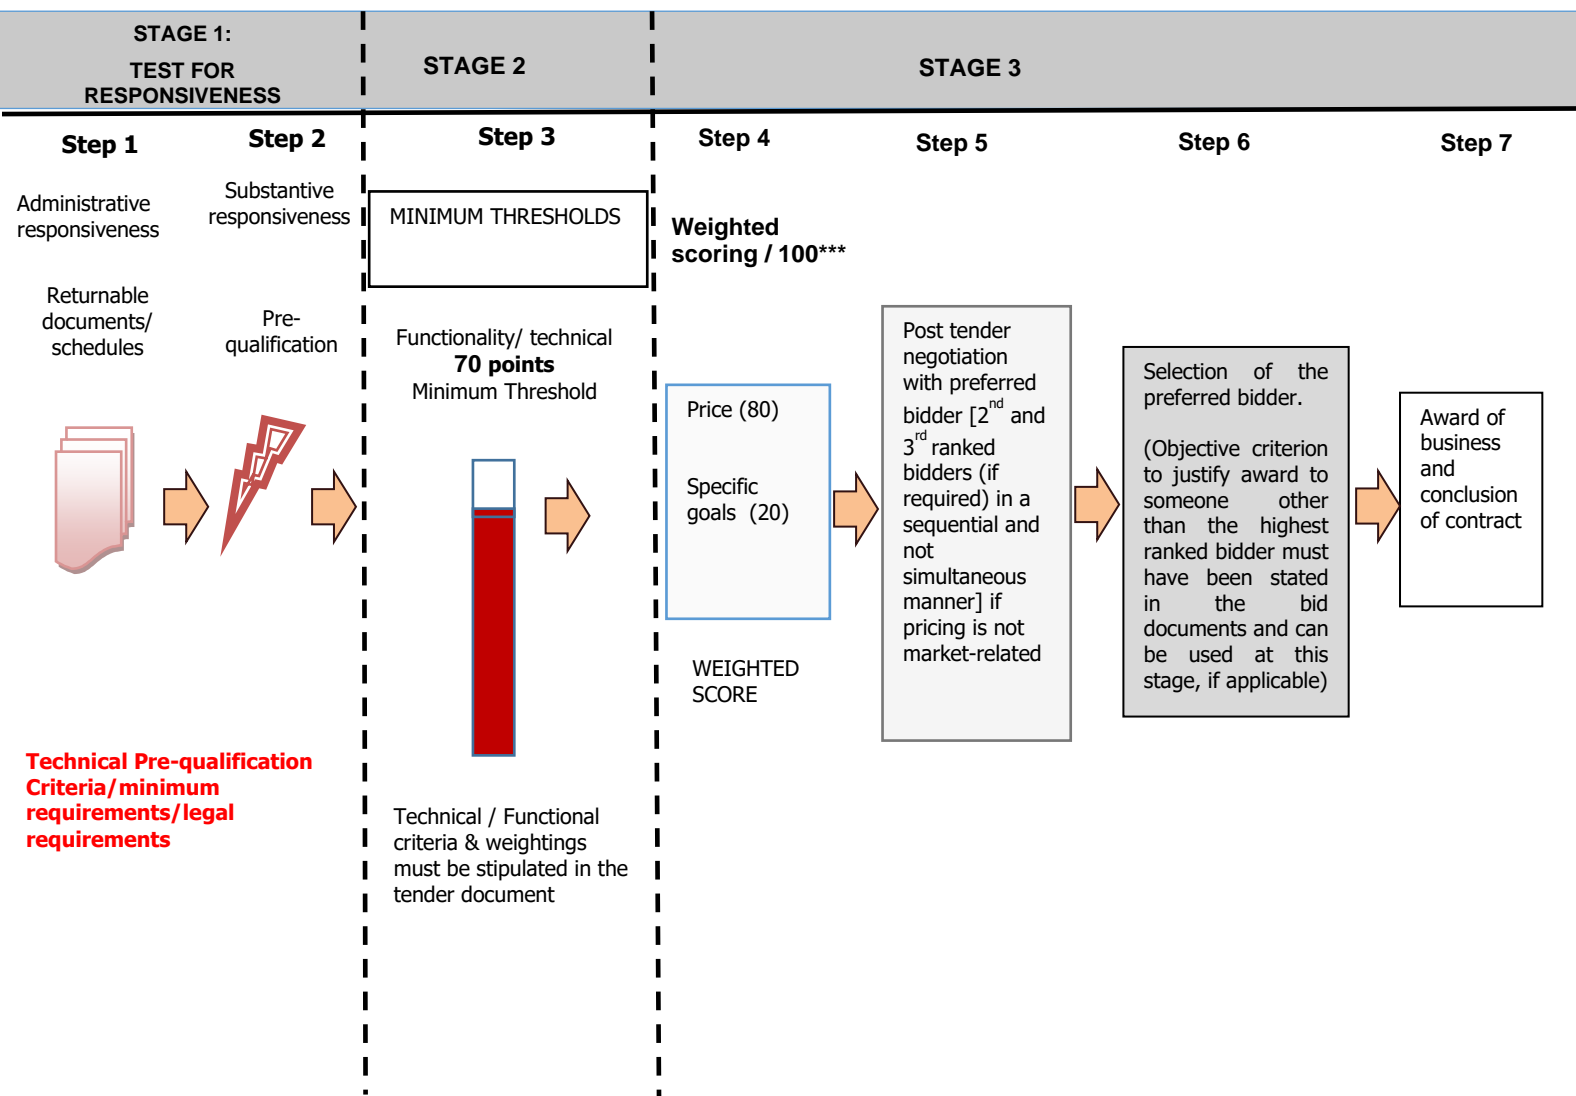 STAGE 1:
TEST FOR
RESPONSIVENESS
STAGE 2
STAGE 3
Step 1
Step 2
Step 3
Step 4
Step 5
Step 6
Step 7
Administrative
responsiveness
Returnable
documents/
schedules
Substantive
responsiveness
Pre-
qualification
Technical Pre-qualification
Criteria/minimum
requirements/legal
requirements
MINIMUM THRESHOLDS
Functionality/ technical
70 points
Minimum Threshold
Technical / Functional
criteria & weightings
must be stipulated in the
tender document
Weighted
scoring / 100***
Price (80)
Specific
goals (20)
WEIGHTED
SCORE
Post tender
negotiation
with preferred
bidder [2nd and
3rd ranked
bidders (if
required) in a
sequential and
not
simultaneous
manner] if
pricing is not
market-related
Selection of the
preferred bidder.
(Objective criterion
to justify award to
someone other
than the highest
ranked bidder must
have been stated
in the bid
documents and can
be used at this
stage, if applicable)
Award of
business
and
conclusion
of contract